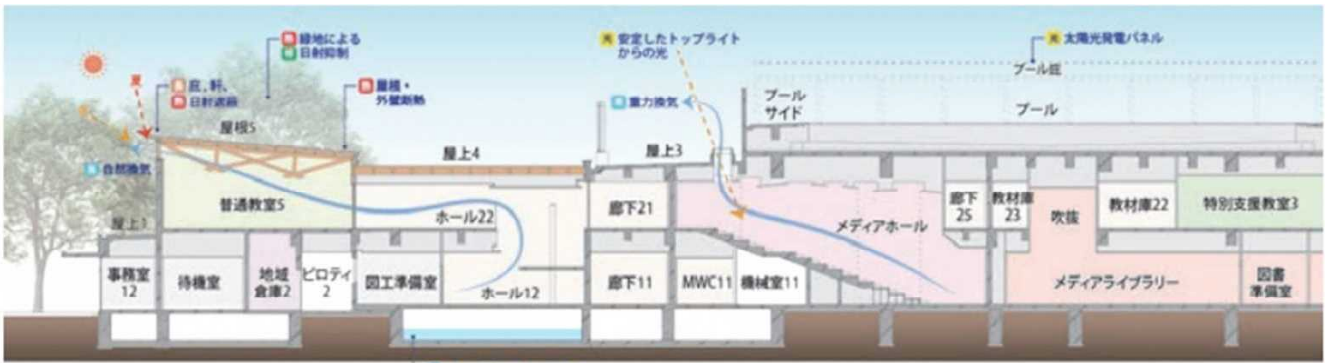 緑地による
日射抑制
安定したトップライト
からの光
太陽光発電パネル
夏
庇、軒、
日射遮蔽
屋根・
外壁断熱
重力換気
プール
サイド
プール庇
プール
屋根5
屋上4
屋上3
自然換気
屋上1
普通教室5
ホール22
廊下21
メディアホール
廊下
25
教材庫
23
吹抜
教材庫22
特別支援教室3
事務室
12
待機室
地域
倉庫2
ピロティ
2
図工準備室
ホール12
廊下11
MWC11
機械室11
メディアライブラリー
図書
準備室